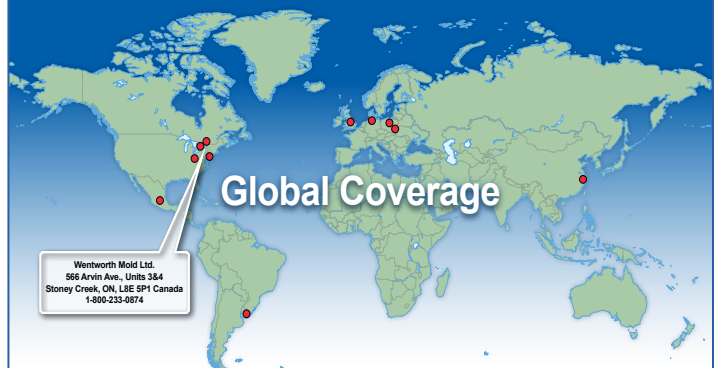 Global Coverage
Wentworth Mold Ltd.
566 Arvin Ave., Units 3&4
Stoney Creek, ON, L8E 5P1 Canada
1-800-233-0874